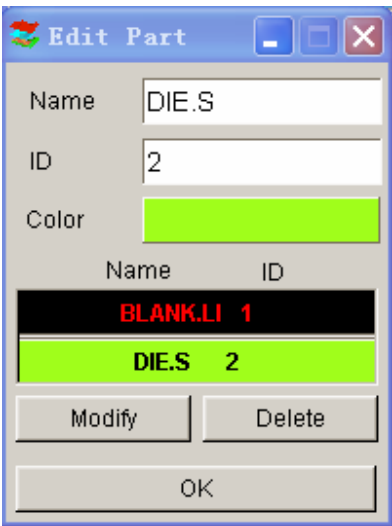 Edit Part
Name DIE.S
ID 2
Color
Name ID
BLANK.LI 1
DIE.S 2
Modify Delete
OK